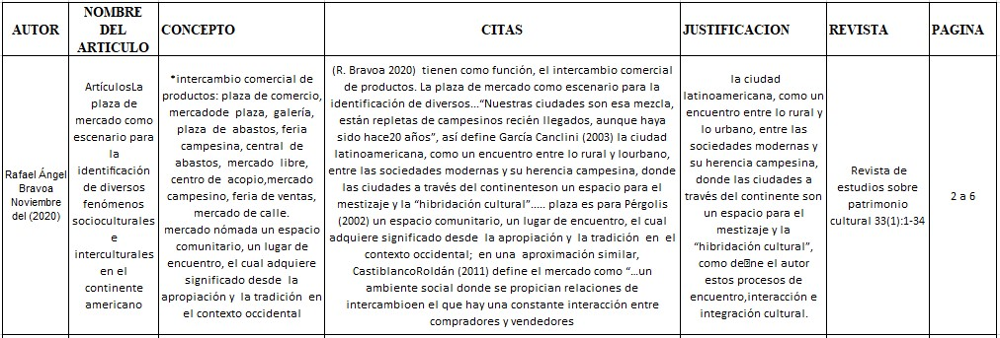 AUTOR
NOMBRE
DEL
ARTICULO
CONCEPTO
CITAS
JUSTIFICACION
REVISTA
PAGINA
Rafael Ángel
Bravoa
Noviembre
del (2020)
ArtículosLa
plaza de
mercado como
escenario para
la
identificación
de diversos
fenómenos
socioculturales
e
interculturales
en el
continente
americano
*intercambio comercial de
productos: plaza de comercio,
mercadode plaza, galería,
plaza de abastos, feria
campesina, central de
abastos, mercado libre,
centro de acopio,mercado
campesino, feria de ventas,
mercado de calle.
mercado nómada un espacio
comunitario, un lugar de
encuentro, el cual adquiere
significado desde la
apropiación y la tradición en
el contexto occidental
(R. Bravoa 2020) tienen como función, el intercambio comercial
de productos. La plaza de mercado como escenario para la
identificación de diversos...“Nuestras ciudades son esa mezcla,
están repletas de campesinos recién llegados, aunque haya
sido hace20 años”, así define García Canclini (2003) la ciudad
latinoamericana, como un encuentro entre lo rural y lourbano,
entre las sociedades modernas y su herencia campesina, donde
las ciudades a través del continenteson un espacio para el
mestizaje y la “hibridación cultural”..... plaza es para Pérgolis
(2002) un espacio comunitario, un lugar de encuentro, el cual
adquiere significado desde la apropiación y la tradición en el
contexto occidental; en una aproximación similar,
CastiblancoRoldán (2011) define el mercado como “...un
ambiente social donde se propician relaciones de
intercambioen el que hay una constante interacción entre
compradores y vendedores
la ciudad
latinoamericana, como un
encuentro entre lo rural y
lo urbano, entre las
sociedades modernas y
su herencia campesina,
donde las ciudades a
través del continente son
un espacio para el
mestizaje y la
“hibridación cultural”,
como de▯ne el autor
estos procesos de
encuentro,interacción e
integración cultural.
Revista de
estudios sobre
patrimonio
cultural 33(1):1-34
2 a 6